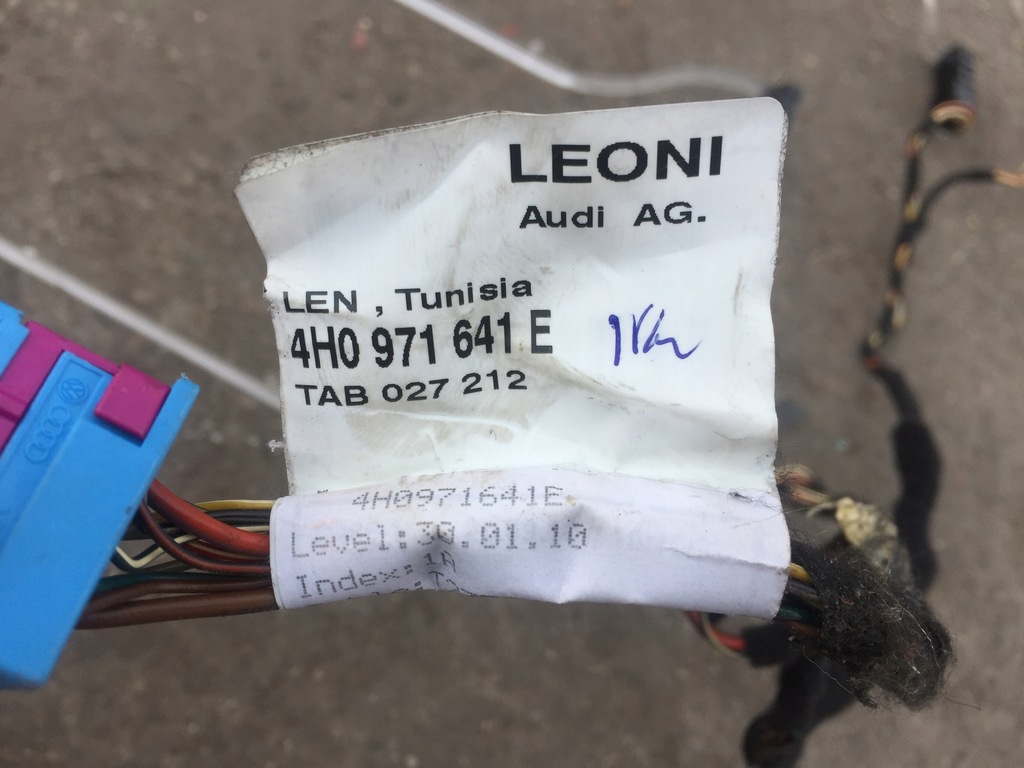 LEONI
Audi AG.
LEN , Tunisia
4H0 971 641 E
TAB 027 212
4H0971641E
Level:30.01.10
Index:1A